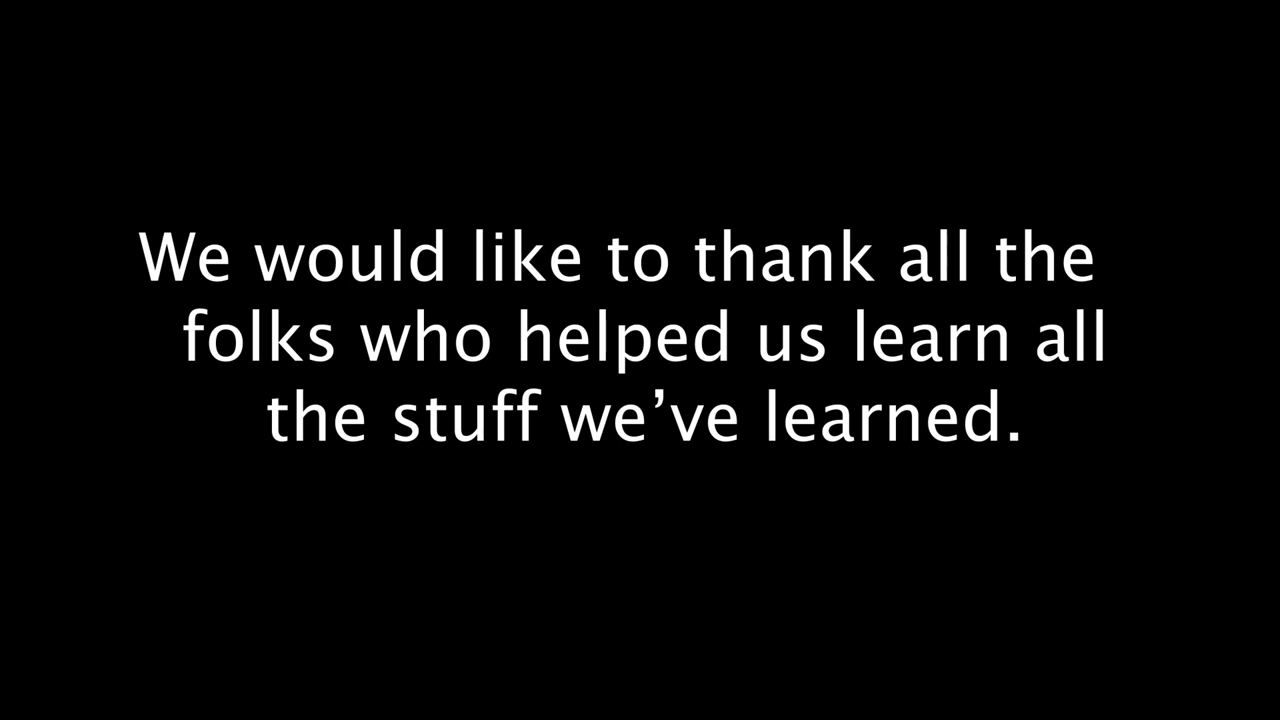 We would like to thank all the
folks who helped us learn all
the stuff we’ve learned.